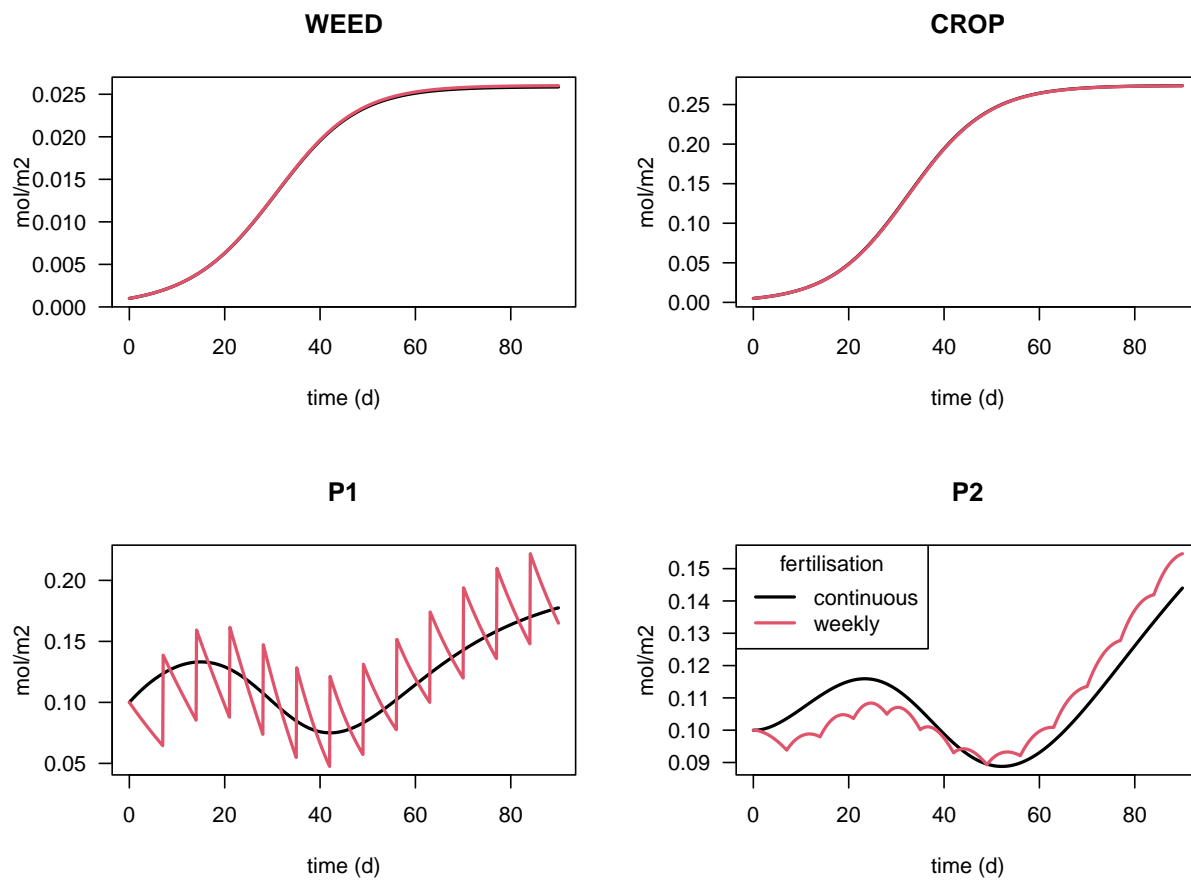 WEED
mol/m2
0.025
0.020
0.015
0.010
0.005
0.000
0 20 40 60 80
time (d)
CROP
mol/m2
0.25
0.20
0.15
0.10
0.05
0.00
0 20 40 60 80
time (d)
P1
mol/m2
0.20
0.15
0.10
0.05
0 20 40 60 80
time (d)
P2
mol/m2
0.15
0.14
0.13
0.12
0.11
0.10
0.09
fertilisation
continuous
weekly
0 20 40 60 80
time (d)